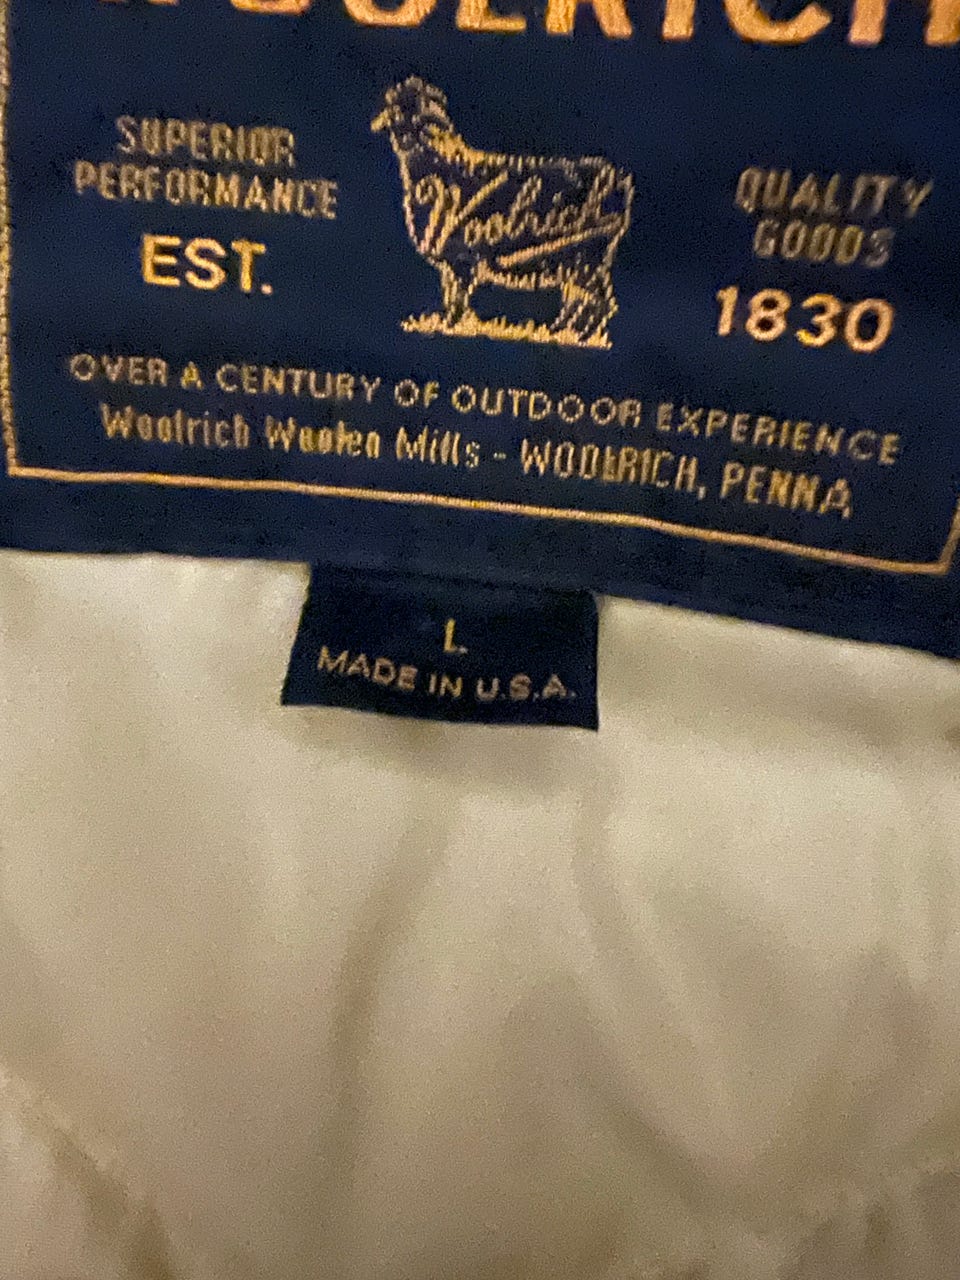 WOOLRICH
SUPERIOR
PERFORMANCE
EST.
Woolrich
QUALITY
GOODS
1830
OVER A CENTURY OF OUTDOOR EXPERIENCE
Woolrich Woolen Mills - WOOLRICH, PENNA
L
MADE IN U.S.A.